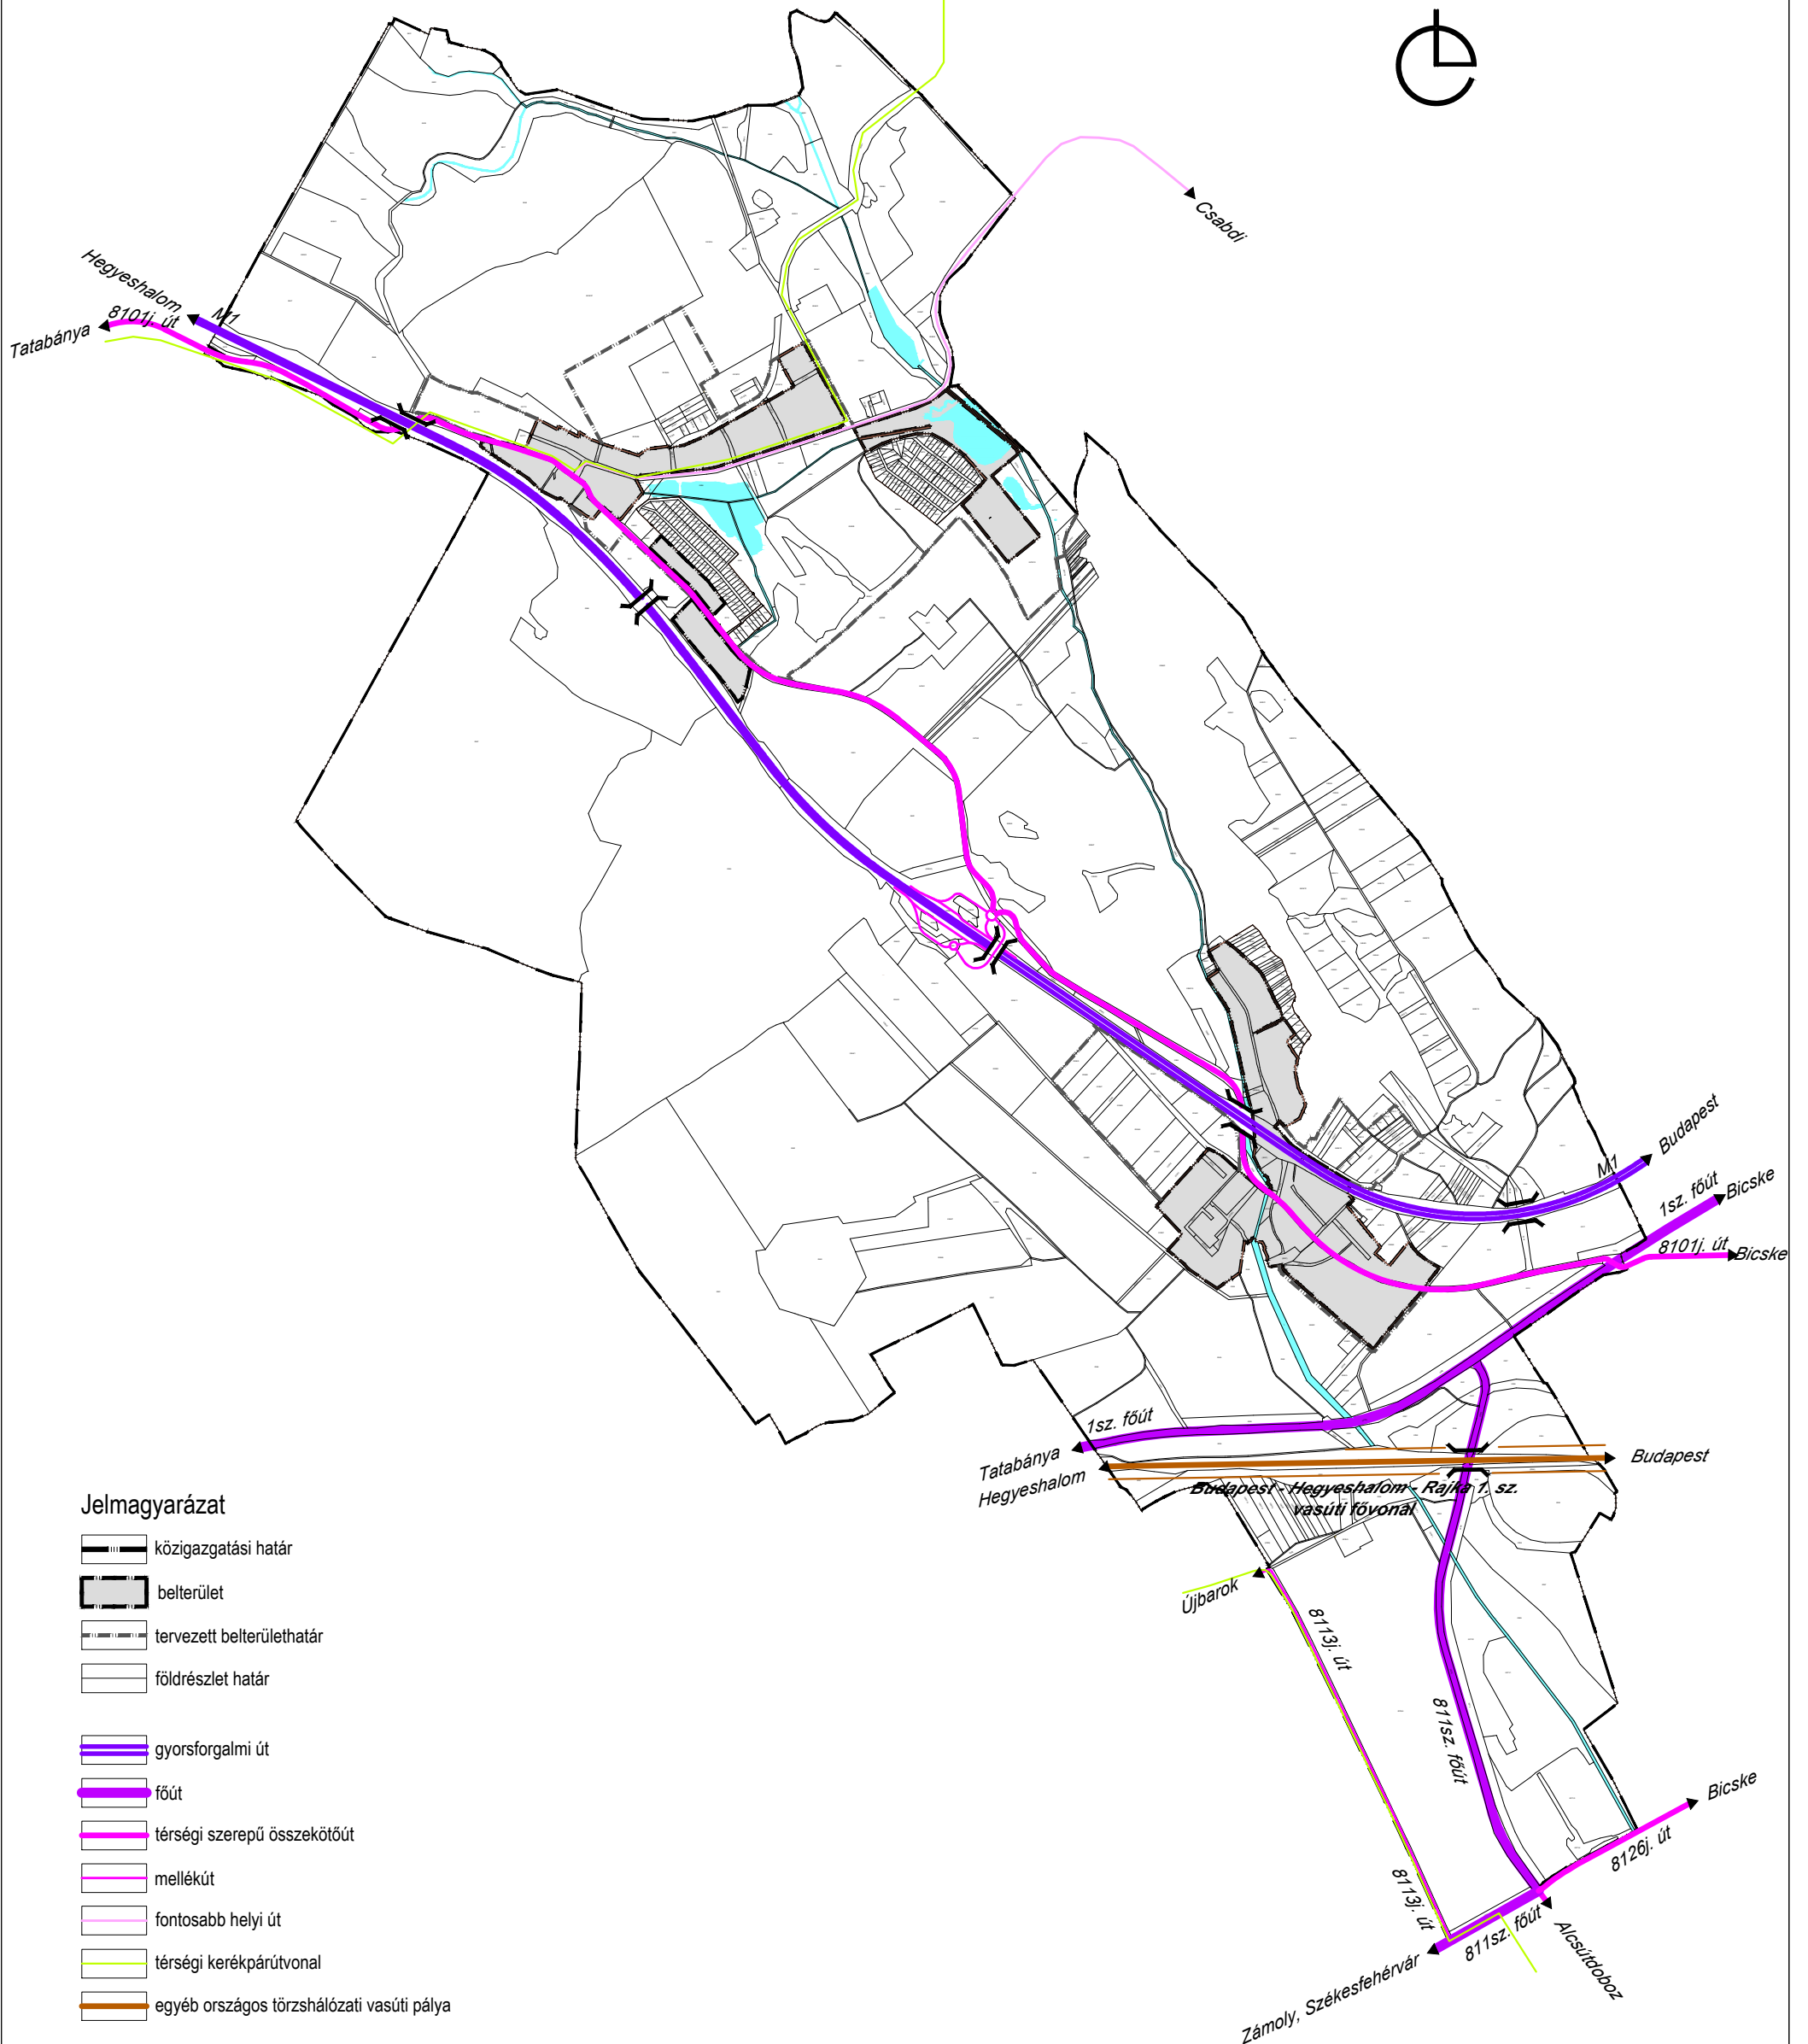 Csabdi
Hegyeshalom
M1
8101j. út
Tatabánya
Budapest
M1
1sz. főút
Bicske
8101j. út
Bicske
1sz. főút
Tatabánya
Hegyeshalom
Budapest
Budapest - Hegyeshalom - Rajka 1. sz.
vasúti fővonal
Újbarok
8113j. út
811sz. főút
Bicske
8126j. út
8113j. út
811sz. főút
Alcsútdoboz
Zámoly, Székesfehérvár
Jelmagyarázat
közigazgatási határ
belterület
tervezett belterülethatár
földrészlet határ
gyorsforgalmi út
főút
térségi szerepű összekötőút
mellékút
fontosabb helyi út
térségi kerékpárútvonal
egyéb országos törzshálózati vasúti pálya